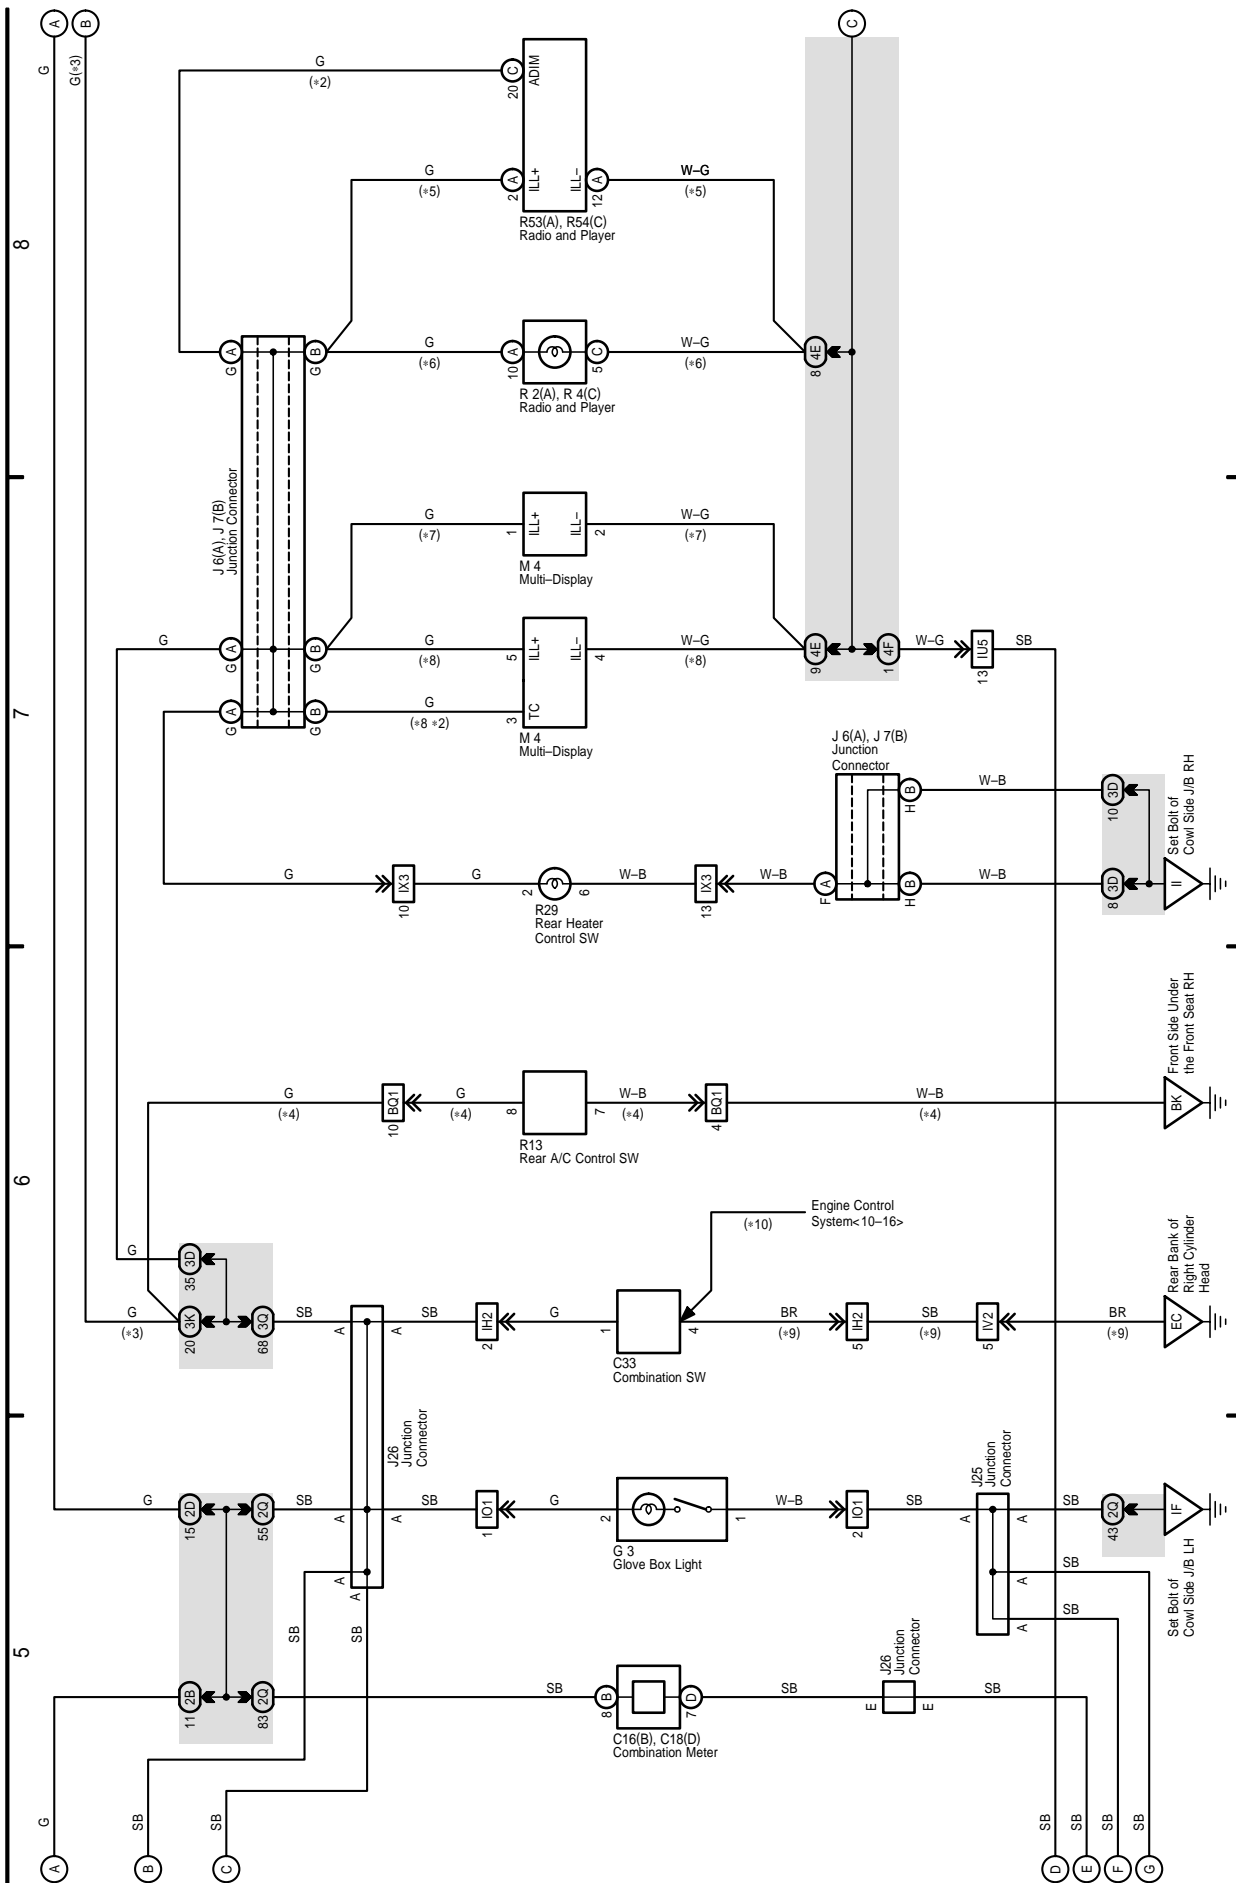 A
G
B
G(*3)
C
G
(*2)
20
C
ADIM
G
(*5)
2
A
ILL+
ILL–
12
A
W–G
(*5)
R53(A), R54(C)
Radio and Player
8
G
A
G
B
G
(*6)
10
A
C
5
W–G
(*6)
8
4E
R 2(A), R 4(C)
Radio and Player
J 6(A), J 7(B)
Junction Connector
G
(*7)
1
ILL+
ILL–
2
W–G
(*7)
M 4
Multi–Display
G
G
A
G
B
G
(*8)
5
ILL+
ILL–
4
W–G
(*8)
9
4E
1
4F
W–G
13
IU5
SB
7
G
A
G
B
G
(*8 *2)
3
TC
M 4
Multi–Display
J 6(A), J 7(B)
Junction
Connector
H
B
W–B
10
3D
G
10
IX3
G
2
6
W–B
13
IX3
W–B
F
A
H
B
W–B
8
3D
II
Set Bolt of
Cowl Side J/B RH
R29
Rear Heater
Control SW
G
(*4)
10
BQ1
G
(*4)
8
7
W–B
(*4)
4
BQ1
W–B
(*4)
BK
Front Side Under
the Front Seat RH
R13
Rear A/C Control SW
6
Engine Control
System<10–16>
(*10)
G
35
3D
G
(*3)
20
3K
68
3Q
SB
A
A
SB
2
IH2
G
1
4
BR
(*9)
5
IH2
SB
(*9)
5
IV2
BR
(*9)
EC
Rear Bank of
Right Cylinder
Head
C33
Combination SW
J26
Junction
Connector
G
15
2D
55
2Q
SB
A
A
SB
1
IO1
G
2
1
W–B
2
IO1
SB
A
A
SB
43
2Q
IF
Set Bolt of
Cowl Side J/B LH
G 3
Glove Box Light
J25
Junction
Connector
A
A
SB
SB
A
SB
A
SB
5
11
2B
83
2Q
SB
8
B
D
7
SB
E
E
SB
J26
Junction
Connector
C16(B), C18(D)
Combination Meter
G
A
SB
B
SB
C
SB
D
SB
E
SB
F
SB
G